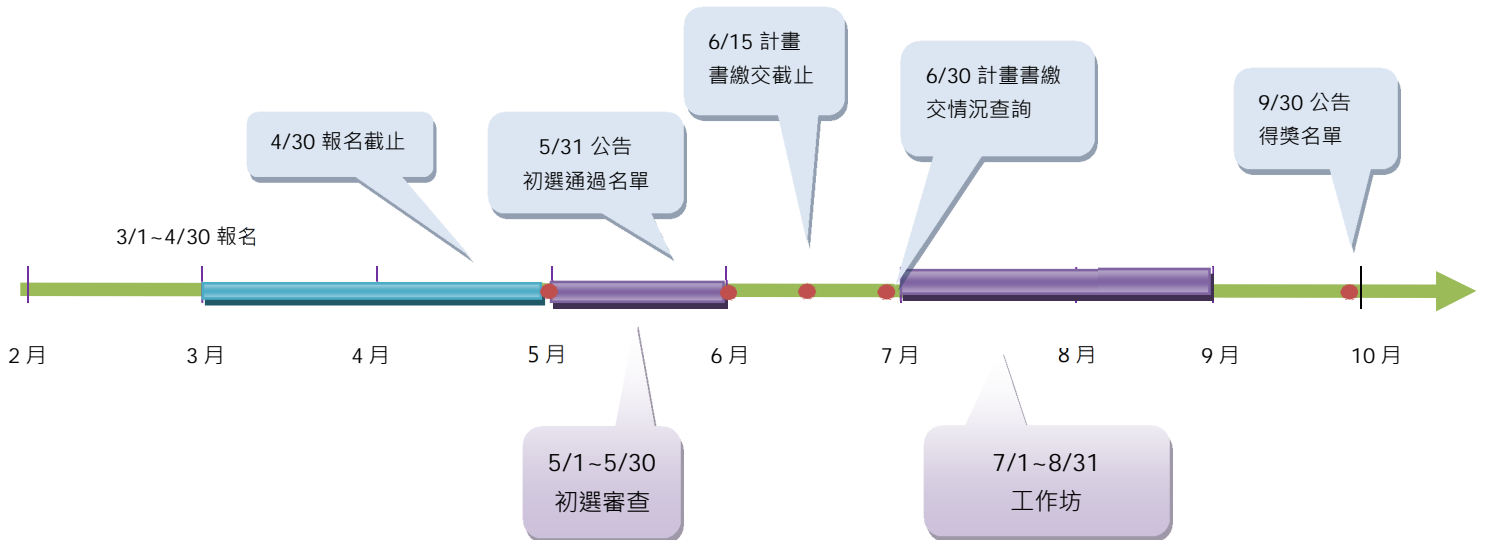 6/15 計畫
書繳交截止
6/30 計畫書繳
交情況查詢
9/30 公告
得獎名單
4/30 報名截止
5/31 公告
初選通過名單
3/1~4/30 報名
2 月
3 月
4 月
5 月
6 月
7 月
8 月
9 月
10 月
5/1~5/30
初選審查
7/1~8/31
工作坊